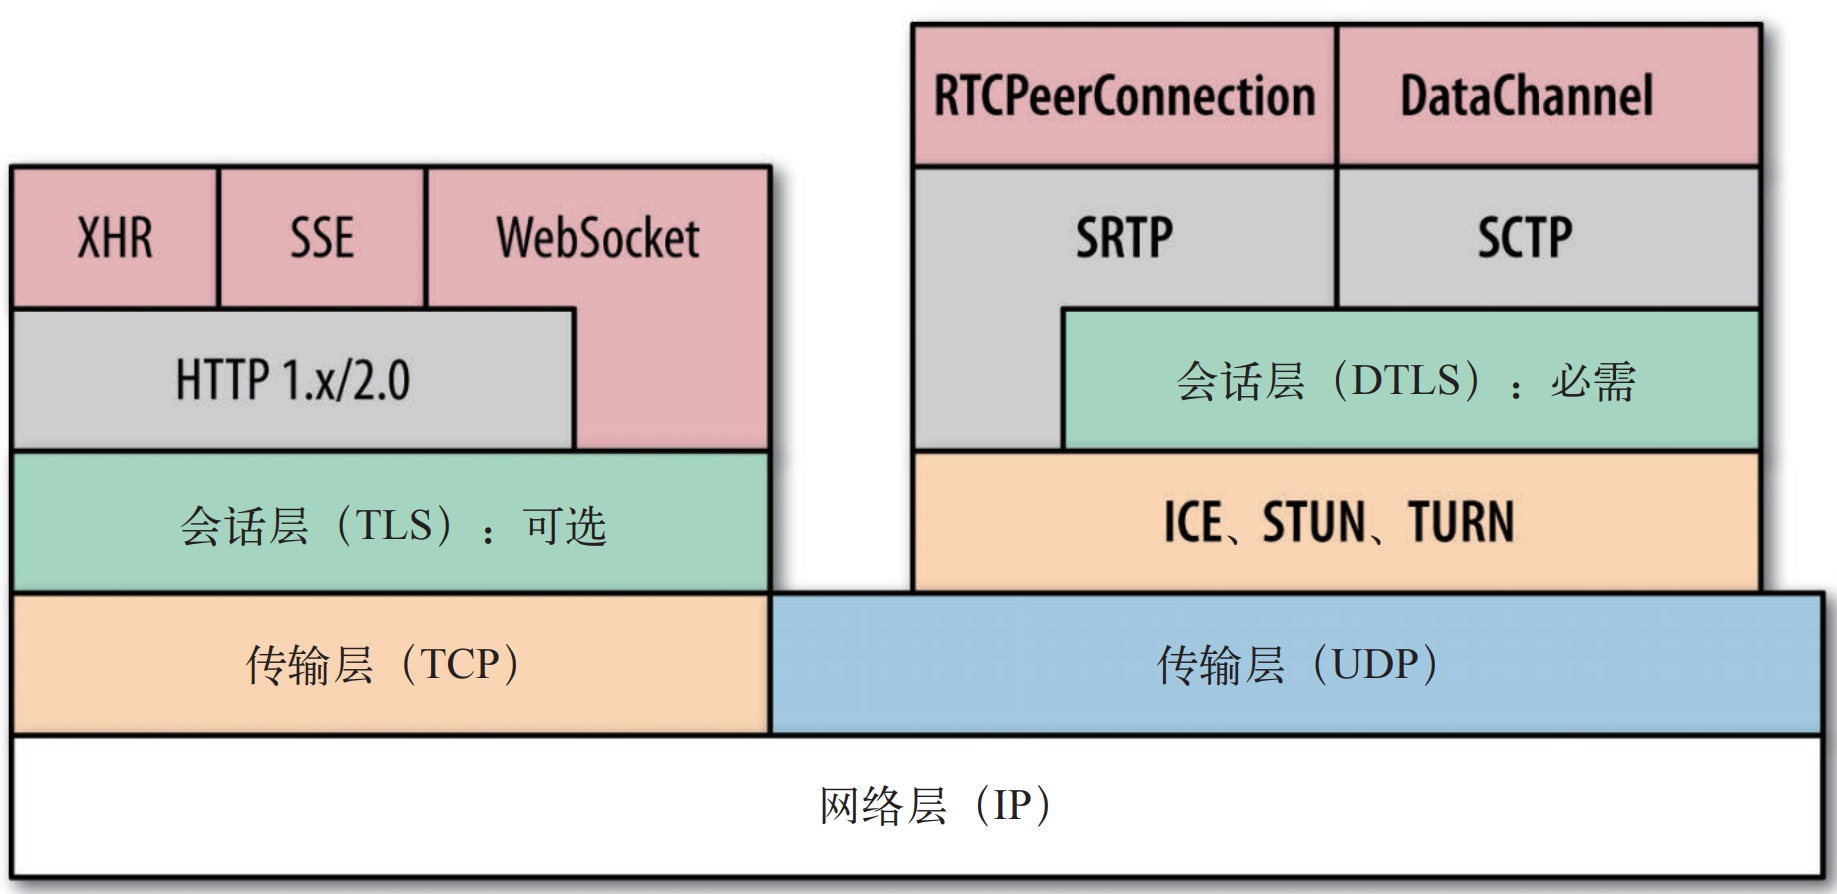 RTCPeerConnection
DataChannel
XHR
SSE
WebSocket
SRTP
SCTP
HTTP 1.x/2.0
会话层（DTLS）：必需
会话层（TLS）：可选
ICE、STUN、TURN
传输层（TCP）
传输层（UDP）
网络层（IP）